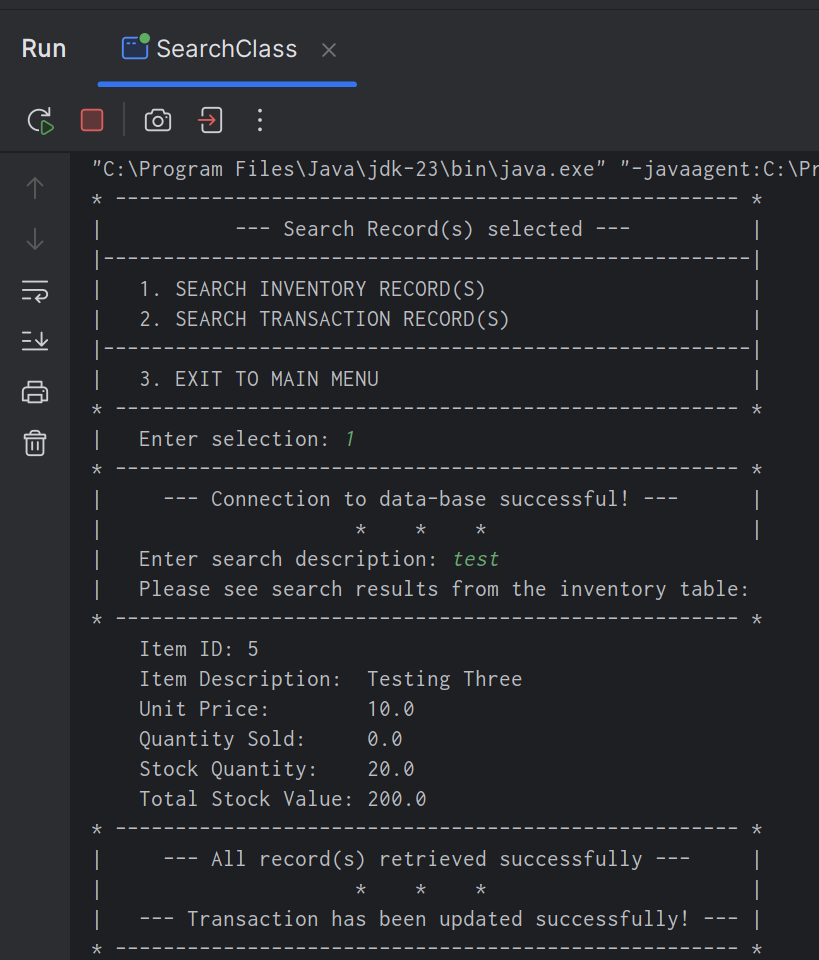 Run SearchClass ×
"C:\Program Files\Java\jdk-23\bin\java.exe" "-javaagent:C:\Pr
* ---------------------------------------------------- *
|           --- Search Record(s) selected ---          |
|------------------------------------------------------|
|   1. SEARCH INVENTORY RECORD(S)                      |
|   2. SEARCH TRANSACTION RECORD(S)                    |
|------------------------------------------------------|
|   3. EXIT TO MAIN MENU                               |
* ---------------------------------------------------- *
|   Enter selection: 1
* ---------------------------------------------------- *
|     --- Connection to data-base successful! ---      |
|                     *    *    *                      |
|   Enter search description: test
|   Please see search results from the inventory table:
* ---------------------------------------------------- *
    Item ID: 5
    Item Description:  Testing Three
    Unit Price:        10.0
    Quantity Sold:     0.0
    Stock Quantity:    20.0
    Total Stock Value: 200.0
* ---------------------------------------------------- *
|     --- All record(s) retrieved successfully ---     |
|                     *    *    *                      |
|   --- Transaction has been updated successfully! --- |
* ---------------------------------------------------- *